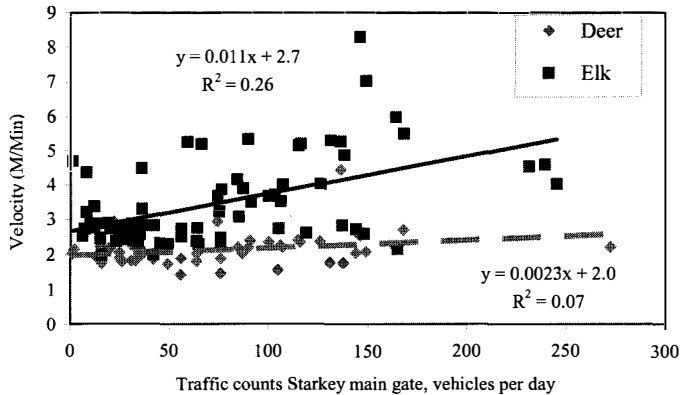 9
8
7
6
5
4
3
2
1
0
Velocity (M/Min)
y = 0.011x + 2.7
R² = 0.26
Deer
Elk
y = 0.0023x + 2.0
R² = 0.07
0 50 100 150 200 250 300
Traffic counts Starkey main gate, vehicles per day